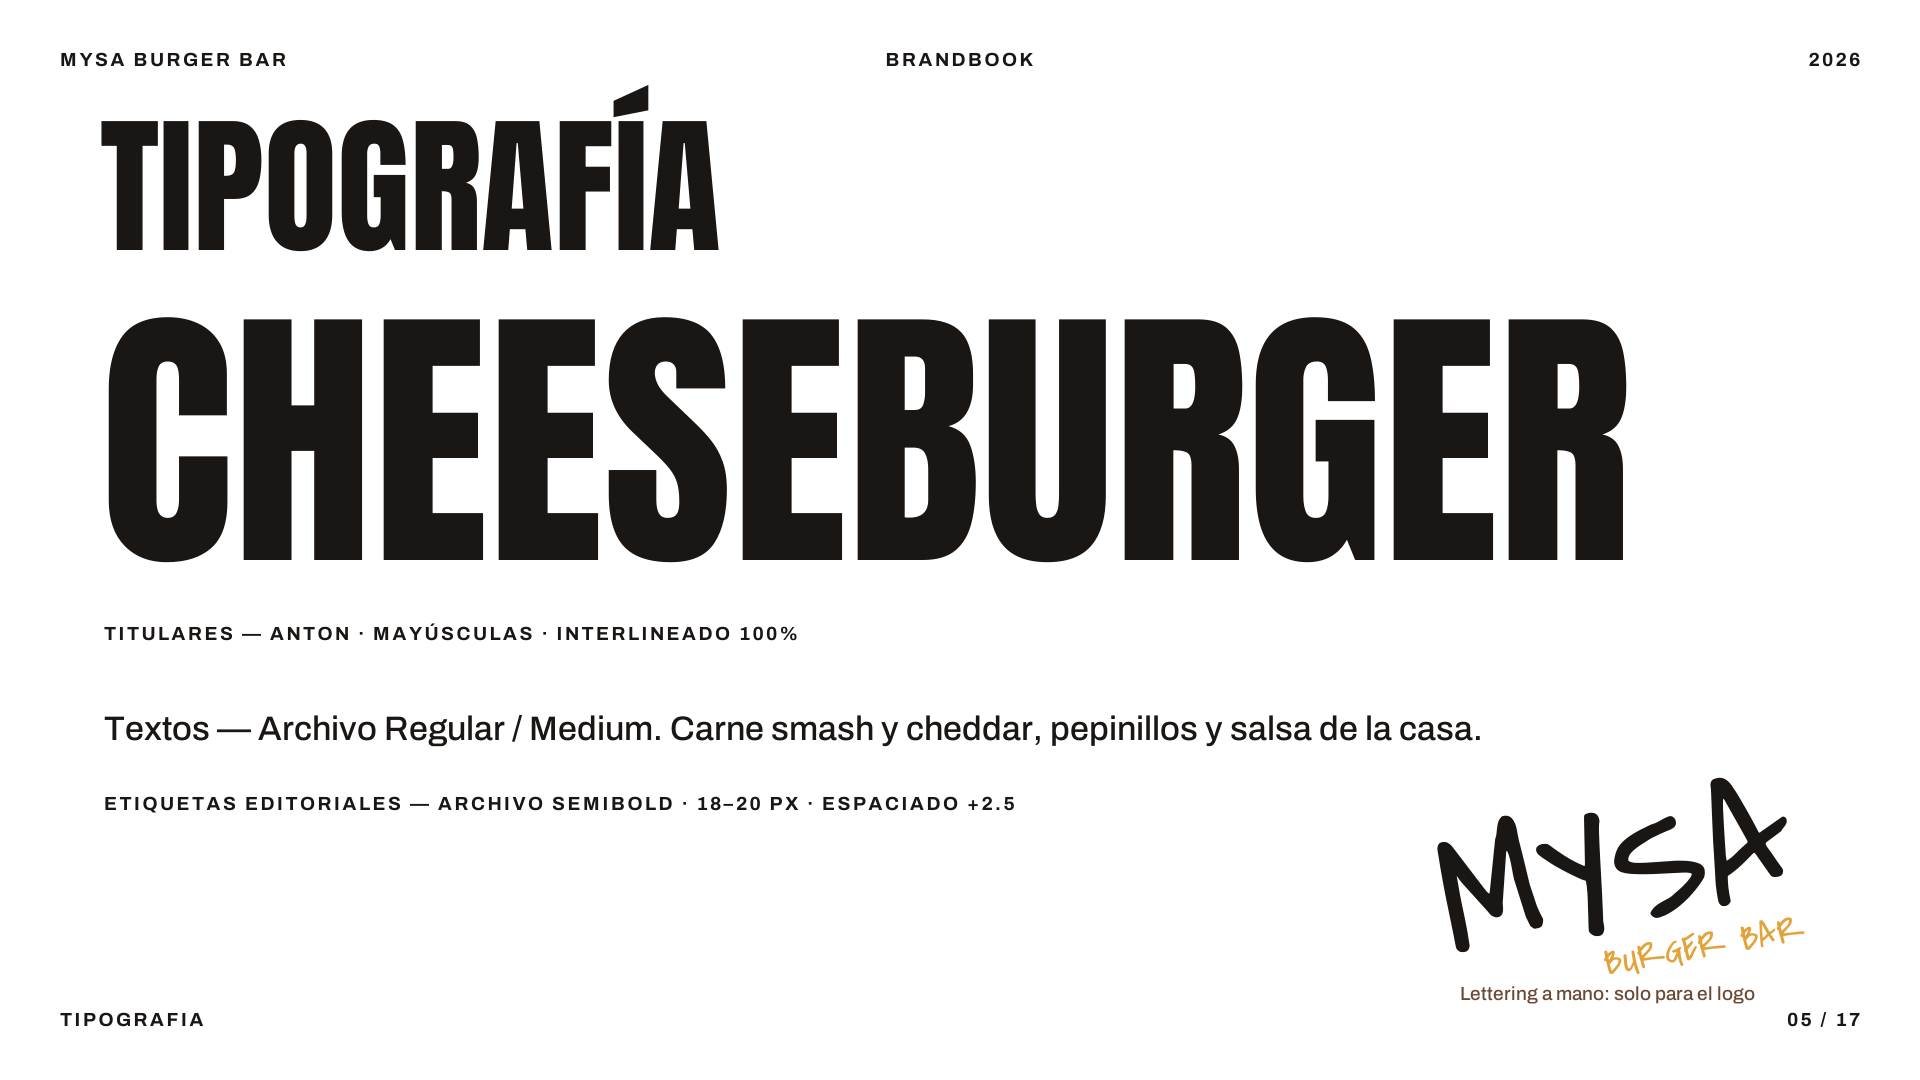 MYSA BURGER BAR
BRANDBOOK
2026
TIPOGRAFÍA
CHEESEBURGER
TITULARES — ANTON · MAYÚSCULAS · INTERLINEADO 100%
Textos — Archivo Regular / Medium. Carne smash y cheddar, pepinillos y salsa de la casa.
ETIQUETAS EDITORIALES — ARCHIVO SEMIBOLD · 18–20 PX · ESPACIADO +2.5
MYSA
BURGER BAR
Lettering a mano: solo para el logo
TIPOGRAFIA
05 / 17